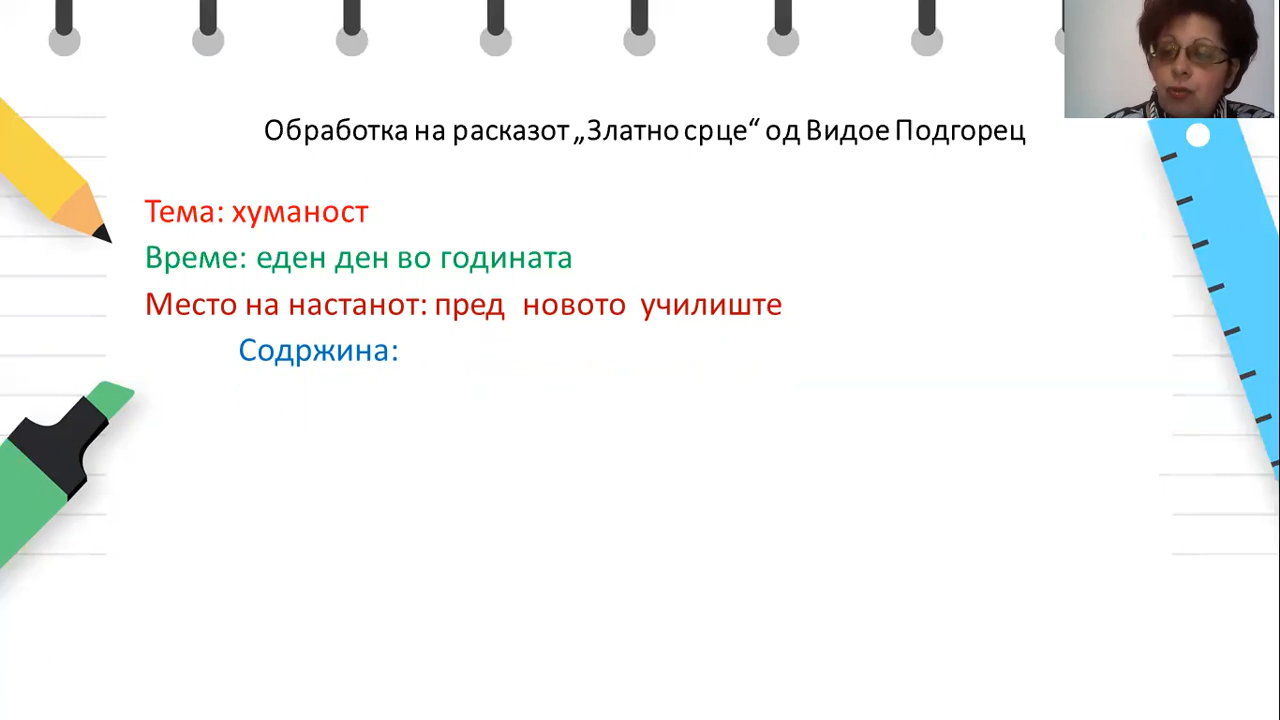 Обработка на расказот „Златно срце“ од Видое Подгорец
Тема: хуманост
Време: еден ден во годината
Место на настанот: пред новото училиште
Содржина: